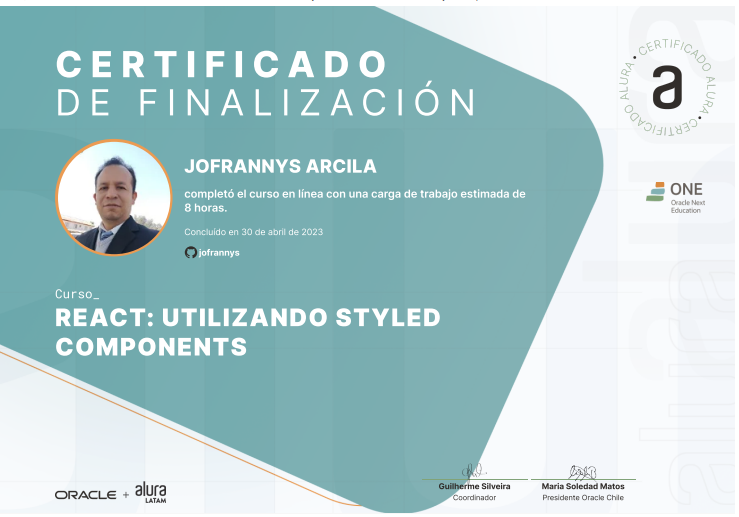 CERTIFICADO
DE FINALIZACIÓN
CERTIFICADO ALURA • CERTIFICADO ALURA •
a
JOFRANNYS ARCILA
completó el curso en línea con una carga de trabajo estimada de
8 horas.
Concluido en 30 de abril de 2023
jofrannys
ONE
Oracle Next
Education
Curso_
REACT: UTILIZANDO STYLED
COMPONENTS
ORACLE + alura
LATAM
Guilherme Silveira
Coordinador
Maria Soledad Matos
Presidente Oracle Chile